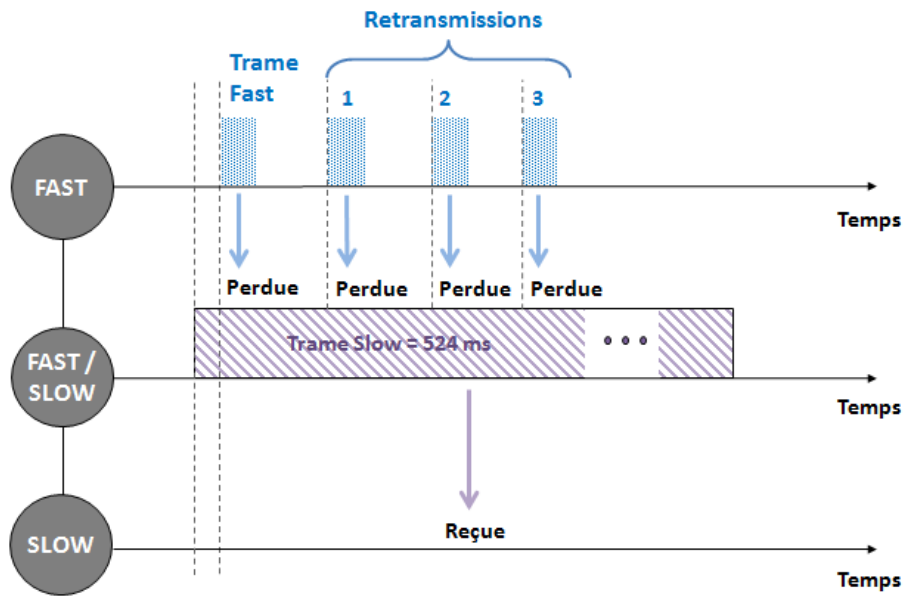 Retransmissions
Trame
Fast
1
2
3
FAST
Temps
Perdue
Perdue
Perdue
Perdue
Trame Slow = 524 ms
FAST /
SLOW
Temps
Reçue
SLOW
Temps